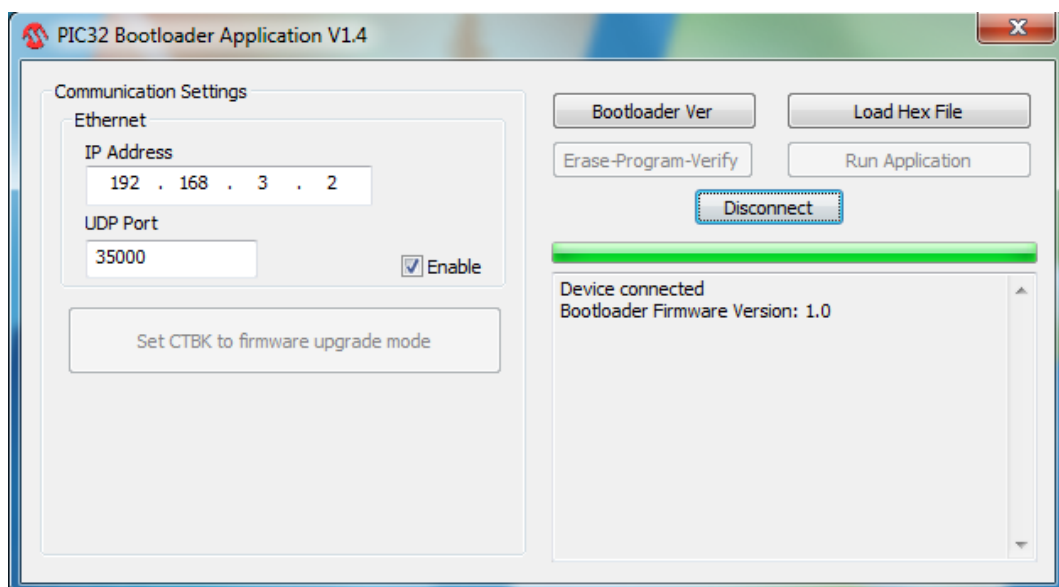 PIC32 Bootloader Application V1.4
X
Communication Settings
Ethernet
IP Address
192 . 168 . 3 . 2
UDP Port
35000
Enable
Set CTBK to firmware upgrade mode
Bootloader Ver
Load Hex File
Erase-Program-Verify
Run Application
Disconnect
Device connected
Bootloader Firmware Version: 1.0